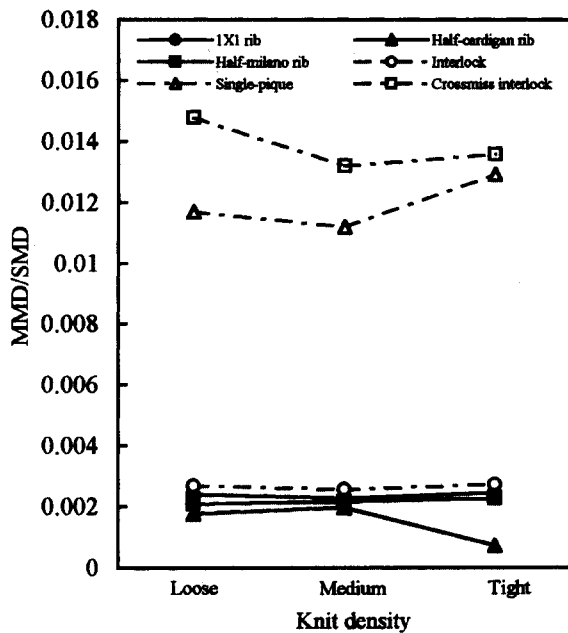 0.018
0.016
0.014
0.012
0.01
0.008
0.006
0.004
0.002
0
MMD/SMD
1X1 rib
Half-cardigan rib
Half-milano rib
Interlock
Single-pique
Crossmiss interlock
Loose
Medium
Tight
Knit density